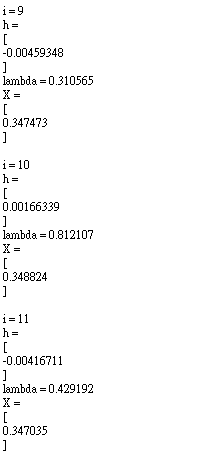 i = 9
h =
[
-0.00459348
]
lambda = 0.310565
X =
[
0.347473
]
i = 10
h =
[
0.00166339
]
lambda = 0.812107
X =
[
0.348824
]
i = 11
h =
[
-0.00416711
]
lambda = 0.429192
X =
[
0.347035
]